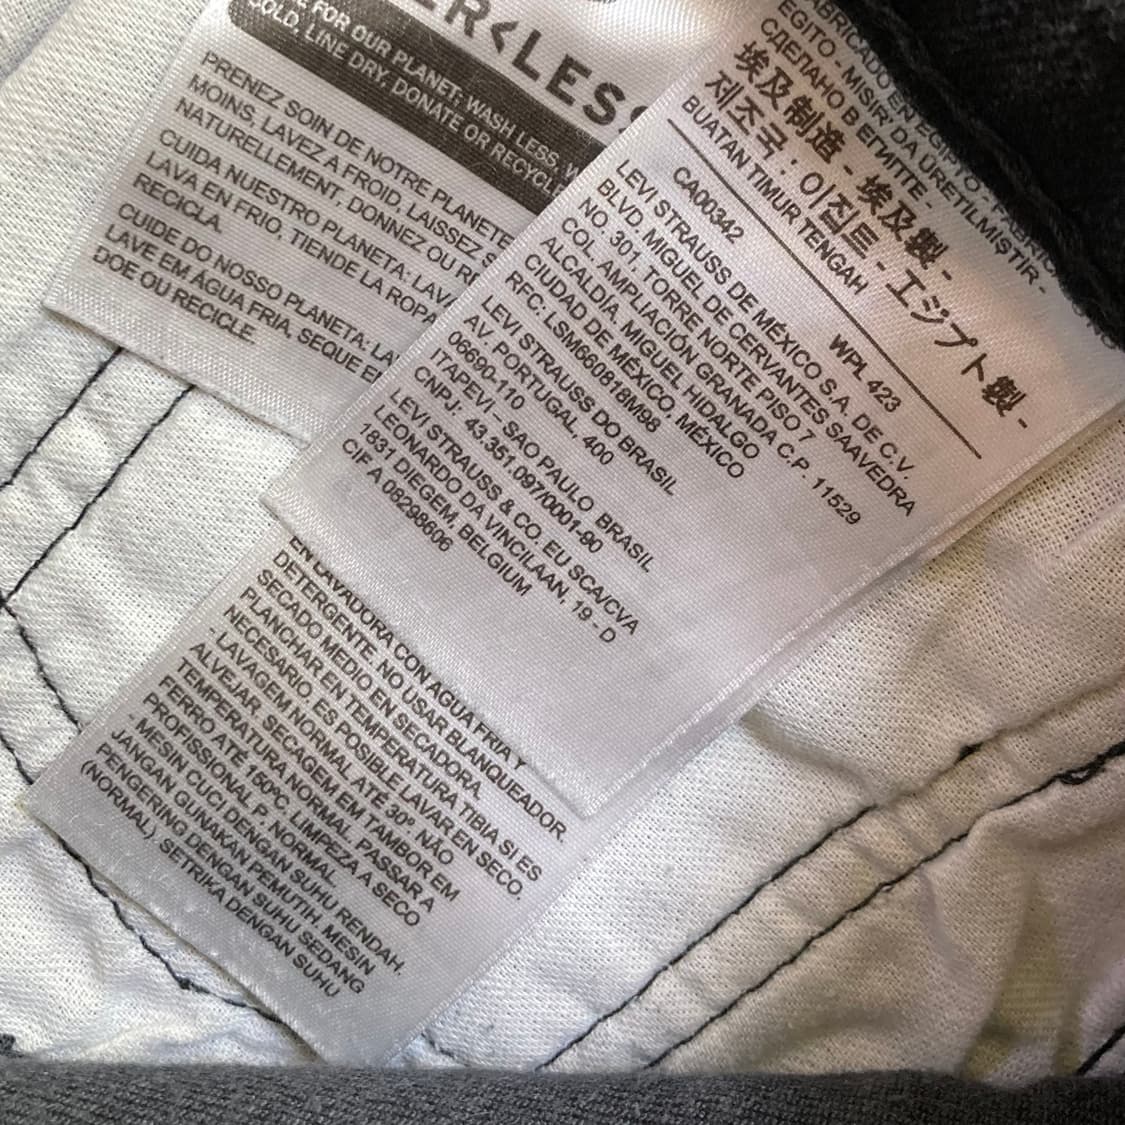 ER<LESS
E FOR OUR PLANET: WASH LESS, W
COLD, LINE DRY, DONATE OR RECYCLE
PRENEZ SOIN DE NOTRE PLANETE
MOINS, LAVEZ A FROID, LAISSEZ S
NATURELLEMENT, DONNEZ OU R
CUIDA NUESTRO PLANETA: LAVA
LAVA EN FRIO, TIENDE LA ROPA
RECICLA.
CUIDE DO NOSSO PLANETA: LA
LAVE EM ÁGUA FRIA, SEQUE E
DOE OU RECICLE.
FABRICADO EN EGIPTO - FABRIC
EGITO - MISIR'DA ÜRETİLMİŞTİR -
СДЕЛАНО В ЕГИПТЕ -
埃及制造 - 埃及製 -
제조국 : 이집트 - エジプト製 -
BUATAN TIMUR TENGAH
CA00342 WPL 423
LEVI STRAUSS DE MÉXICO S.A. DE C.V.
BLVD. MIGUEL DE CERVANTES SAAVEDRA
NO. 301, TORRE NORTE PISO 7
COL. AMPLIACIÓN GRANADA C.P. 11529
ALCALDÍA, MIGUEL HIDALGO
CIUDAD DE MÉXICO, MÉXICO
RFC: LSM660818M98
LEVI STRAUSS DO BRASIL
AV. PORTUGAL, 400
06690-110
ITAPEVI - SAO PAULO BRASIL
CNPJ: 43.351.097/0001-90
LEVI STRAUSS & CO. EU SCA/CVA
LEONARDO DA VINCILAAN, 19 - D
1831 DIEGEM, BELGIUM
CIF A 08298606
EN LAVADORA CON AGUA FRIA Y
DETERGENTE. NO USAR BLANQUEADOR.
SECADO MEDIO EN SECADORA.
PLANCHAR EN TEMPERATURA TIBIA SI ES
NECESARIO. ES POSIBLE LAVAR EN SECO.
- LAVAGEM NORMAL ATÉ 30°. NÃO
ALVEJAR. SECAGEM EM TAMBOR EM
TEMPERATURA NORMAL. PASSAR A
FERRO ATÉ 150ºC. LIMPEZA A SECO
PROFISSIONAL P, NORMAL.
- MESIN CUCI DENGAN SUHU RENDAH.
JANGAN GUNAKAN PEMUTIH. MESIN
PENGERING DENGAN SUHU SEDANG
(NORMAL). SETRIKA DENGAN SUHU